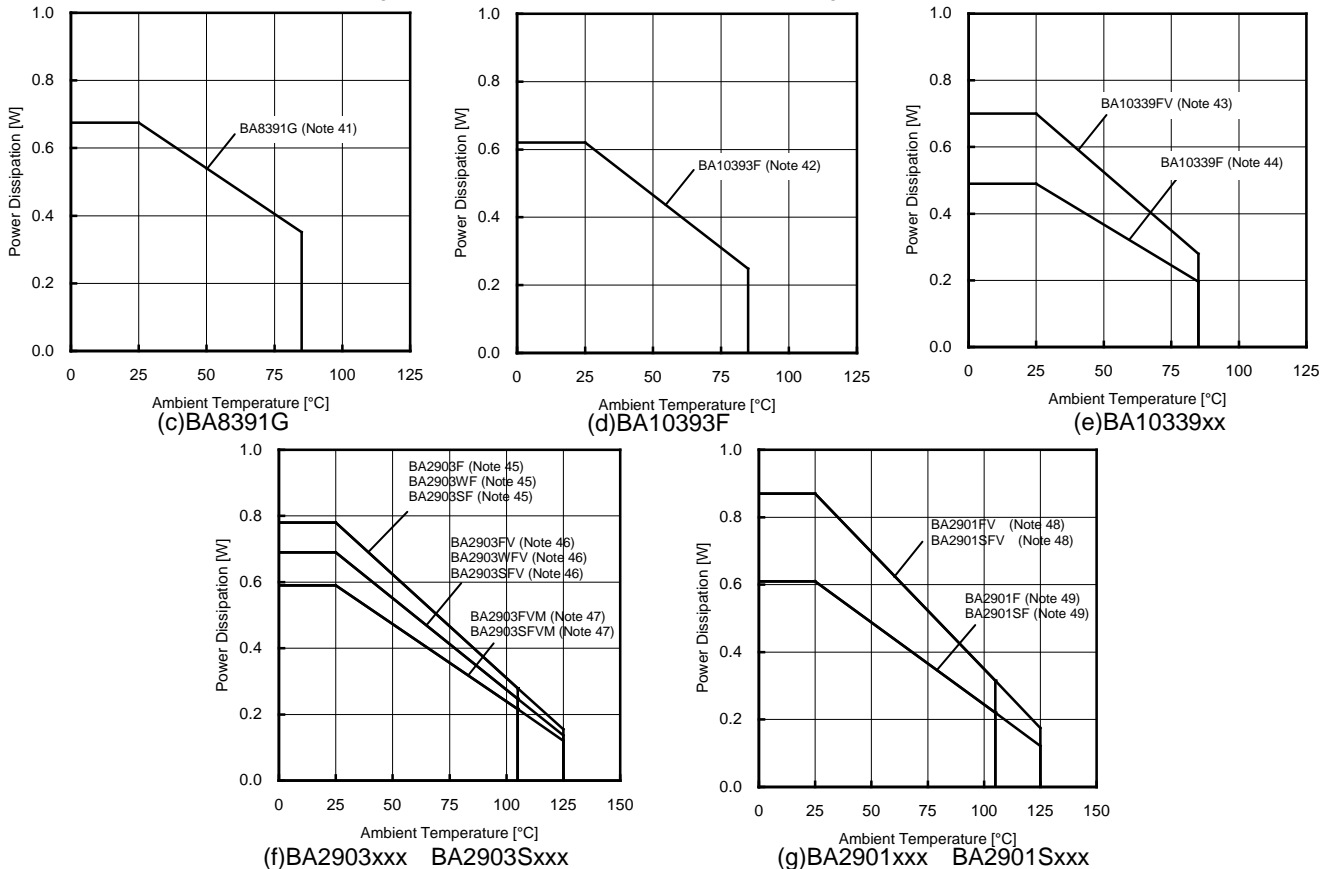 1.0
0.8
0.6
0.4
0.2
0.0
Power Dissipation [W]
BA8391G (Note 41)
0 25 50 75 100 125
Ambient Temperature [°C]
(c)BA8391G
1.0
0.8
0.6
0.4
0.2
0.0
Power Dissipation [W]
BA10393F (Note 42)
0 25 50 75 100 125
Ambient Temperature [°C]
(d)BA10393F
1.0
0.8
0.6
0.4
0.2
0.0
Power Dissipation [W]
BA10339FV (Note 43)
BA10339F (Note 44)
0 25 50 75 100 125
Ambient Temperature [°C]
(e)BA10339xx
1.0
0.8
0.6
0.4
0.2
0.0
Power Dissipation [W]
BA2903F (Note 45)
BA2903WF (Note 45)
BA2903SF (Note 45)
BA2903FV (Note 46)
BA2903WFV (Note 46)
BA2903SFV (Note 46)
BA2903FVM (Note 47)
BA2903SFVM (Note 47)
0 25 50 75 100 125 150
Ambient Temperature [°C]
(f)BA2903xxx BA2903Sxxx
1.0
0.8
0.6
0.4
0.2
0.0
Power Dissipation [W]
BA2901FV (Note 48)
BA2901SFV (Note 48)
BA2901F (Note 49)
BA2901SF (Note 49)
0 25 50 75 100 125 150
Ambient Temperature [°C]
(g)BA2901xxx BA2901Sxxx